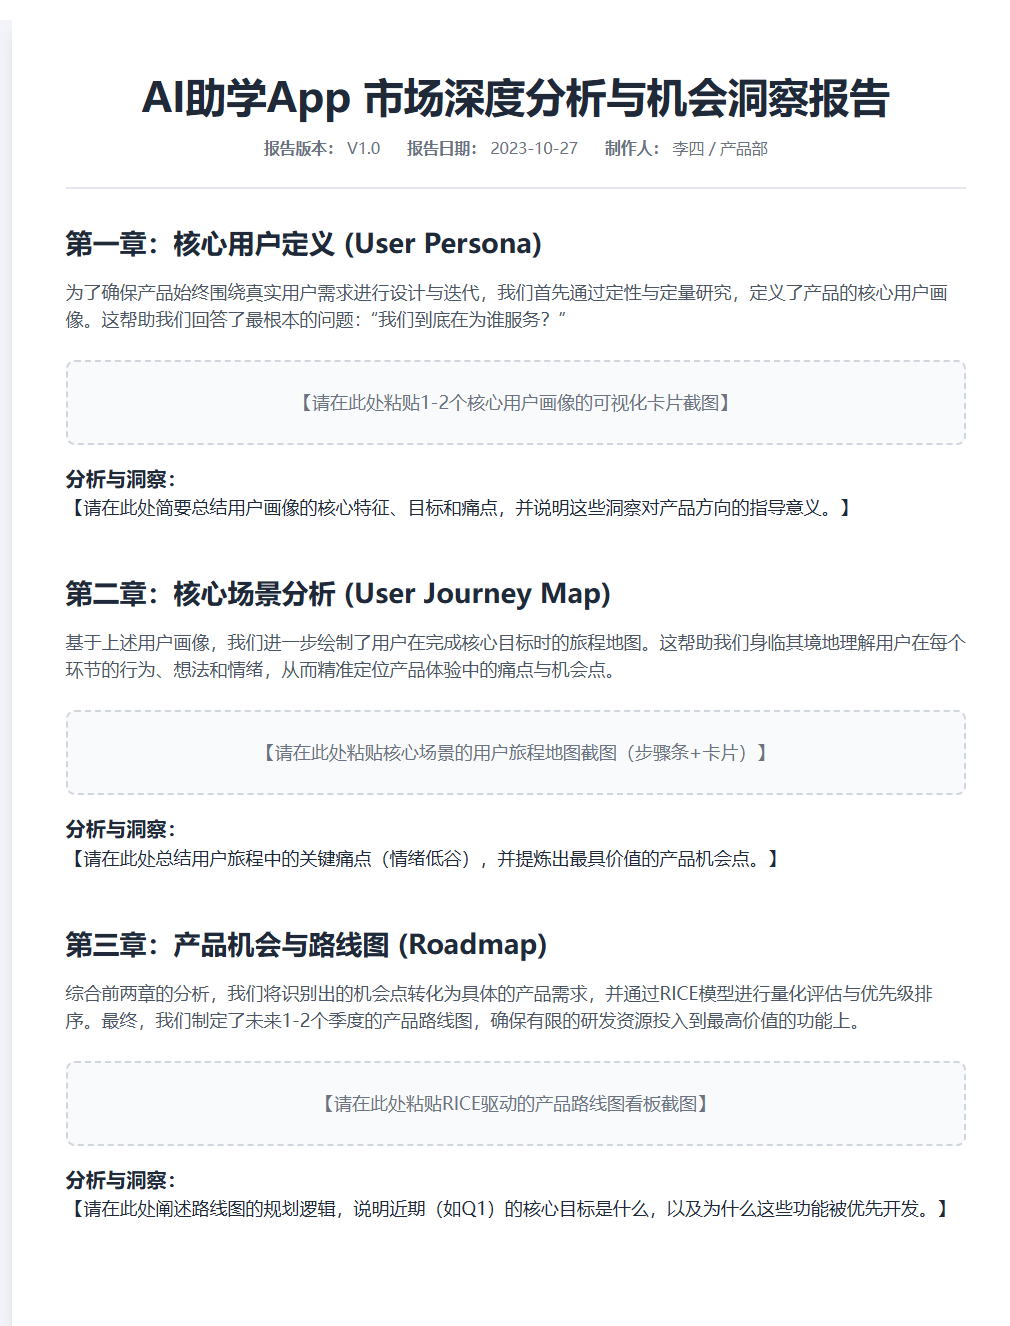 AI助学App 市场深度分析与机会洞察报告
报告版本： V1.0 报告日期： 2023-10-27 制作人： 李四 / 产品部
第一章：核心用户定义 (User Persona)
为了确保产品始终围绕真实用户需求进行设计与迭代，我们首先通过定性与定量研究，定义了产品的核心用户画
像。这帮助我们回答了最根本的问题：“我们到底在为谁服务？”
【请在此处粘贴1-2个核心用户画像的可视化卡片截图】
分析与洞察：
【请在此处简要总结用户画像的核心特征、目标和痛点，并说明这些洞察对产品方向的指导意义。】
第二章：核心场景分析 (User Journey Map)
基于上述用户画像，我们进一步绘制了用户在完成核心目标时的旅程地图。这帮助我们身临其境地理解用户在每个
环节的行为、想法和情绪，从而精准定位产品体验中的痛点与机会点。
【请在此处粘贴核心场景的用户旅程地图截图（步骤条+卡片）】
分析与洞察：
【请在此处总结用户旅程中的关键痛点（情绪低谷），并提炼出最具价值的产品机会点。】
第三章：产品机会与路线图 (Roadmap)
综合前两章的分析，我们将识别出的机会点转化为具体的产品需求，并通过RICE模型进行量化评估与优先级排
序。最终，我们制定了未来1-2个季度的产品路线图，确保有限的研发资源投入到最高价值的功能上。
【请在此处粘贴RICE驱动的产品路线图看板截图】
分析与洞察：
【请在此处阐述路线图的规划逻辑，说明近期（如Q1）的核心目标是什么，以及为什么这些功能被优先开发。】